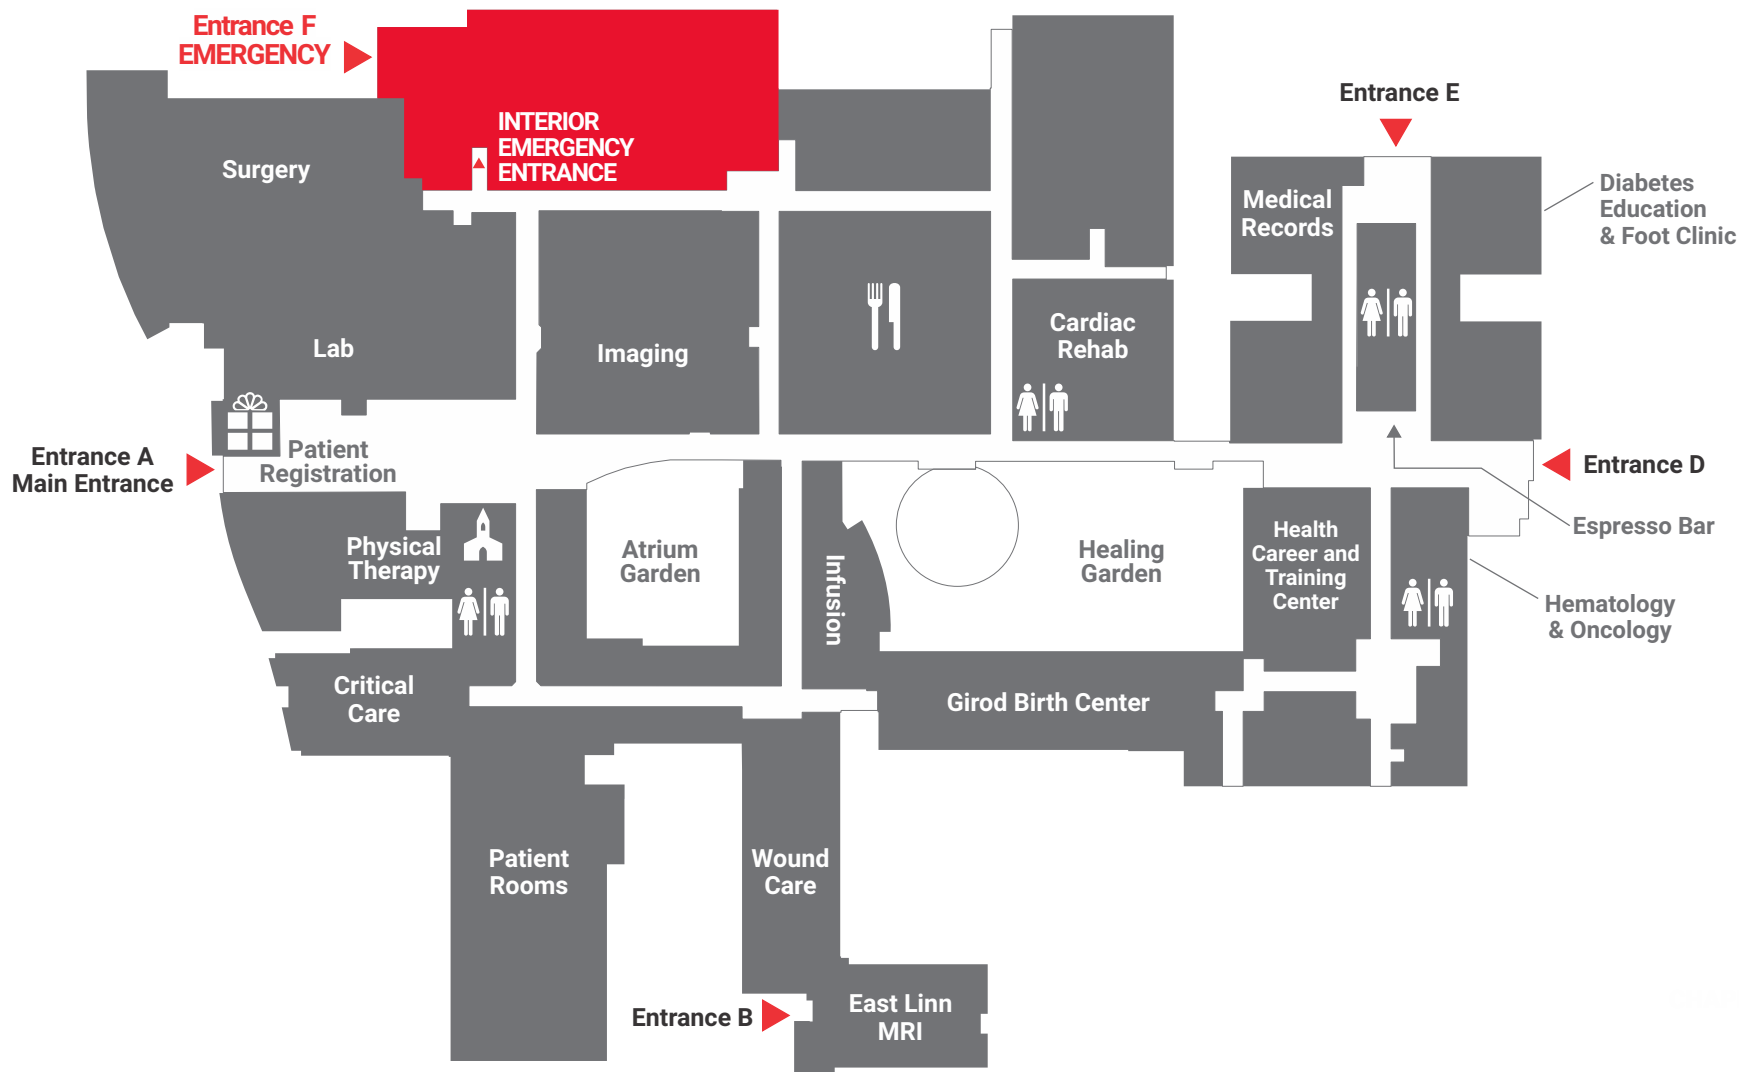 Entrance F
EMERGENCY
INTERIOR
EMERGENCY
ENTRANCE
Surgery
Entrance E
Medical
Records
Diabetes
Education
& Foot Clinic
Lab
Imaging
Cardiac
Rehab
Entrance A
Main Entrance
Patient
Registration
Entrance D
Espresso Bar
Physical
Therapy
Atrium
Garden
Infusion
Healing
Garden
Health
Career and
Training
Center
Hematology
& Oncology
Critical
Care
Girod Birth Center
Patient
Rooms
Wound
Care
Entrance B
East Linn
MRI